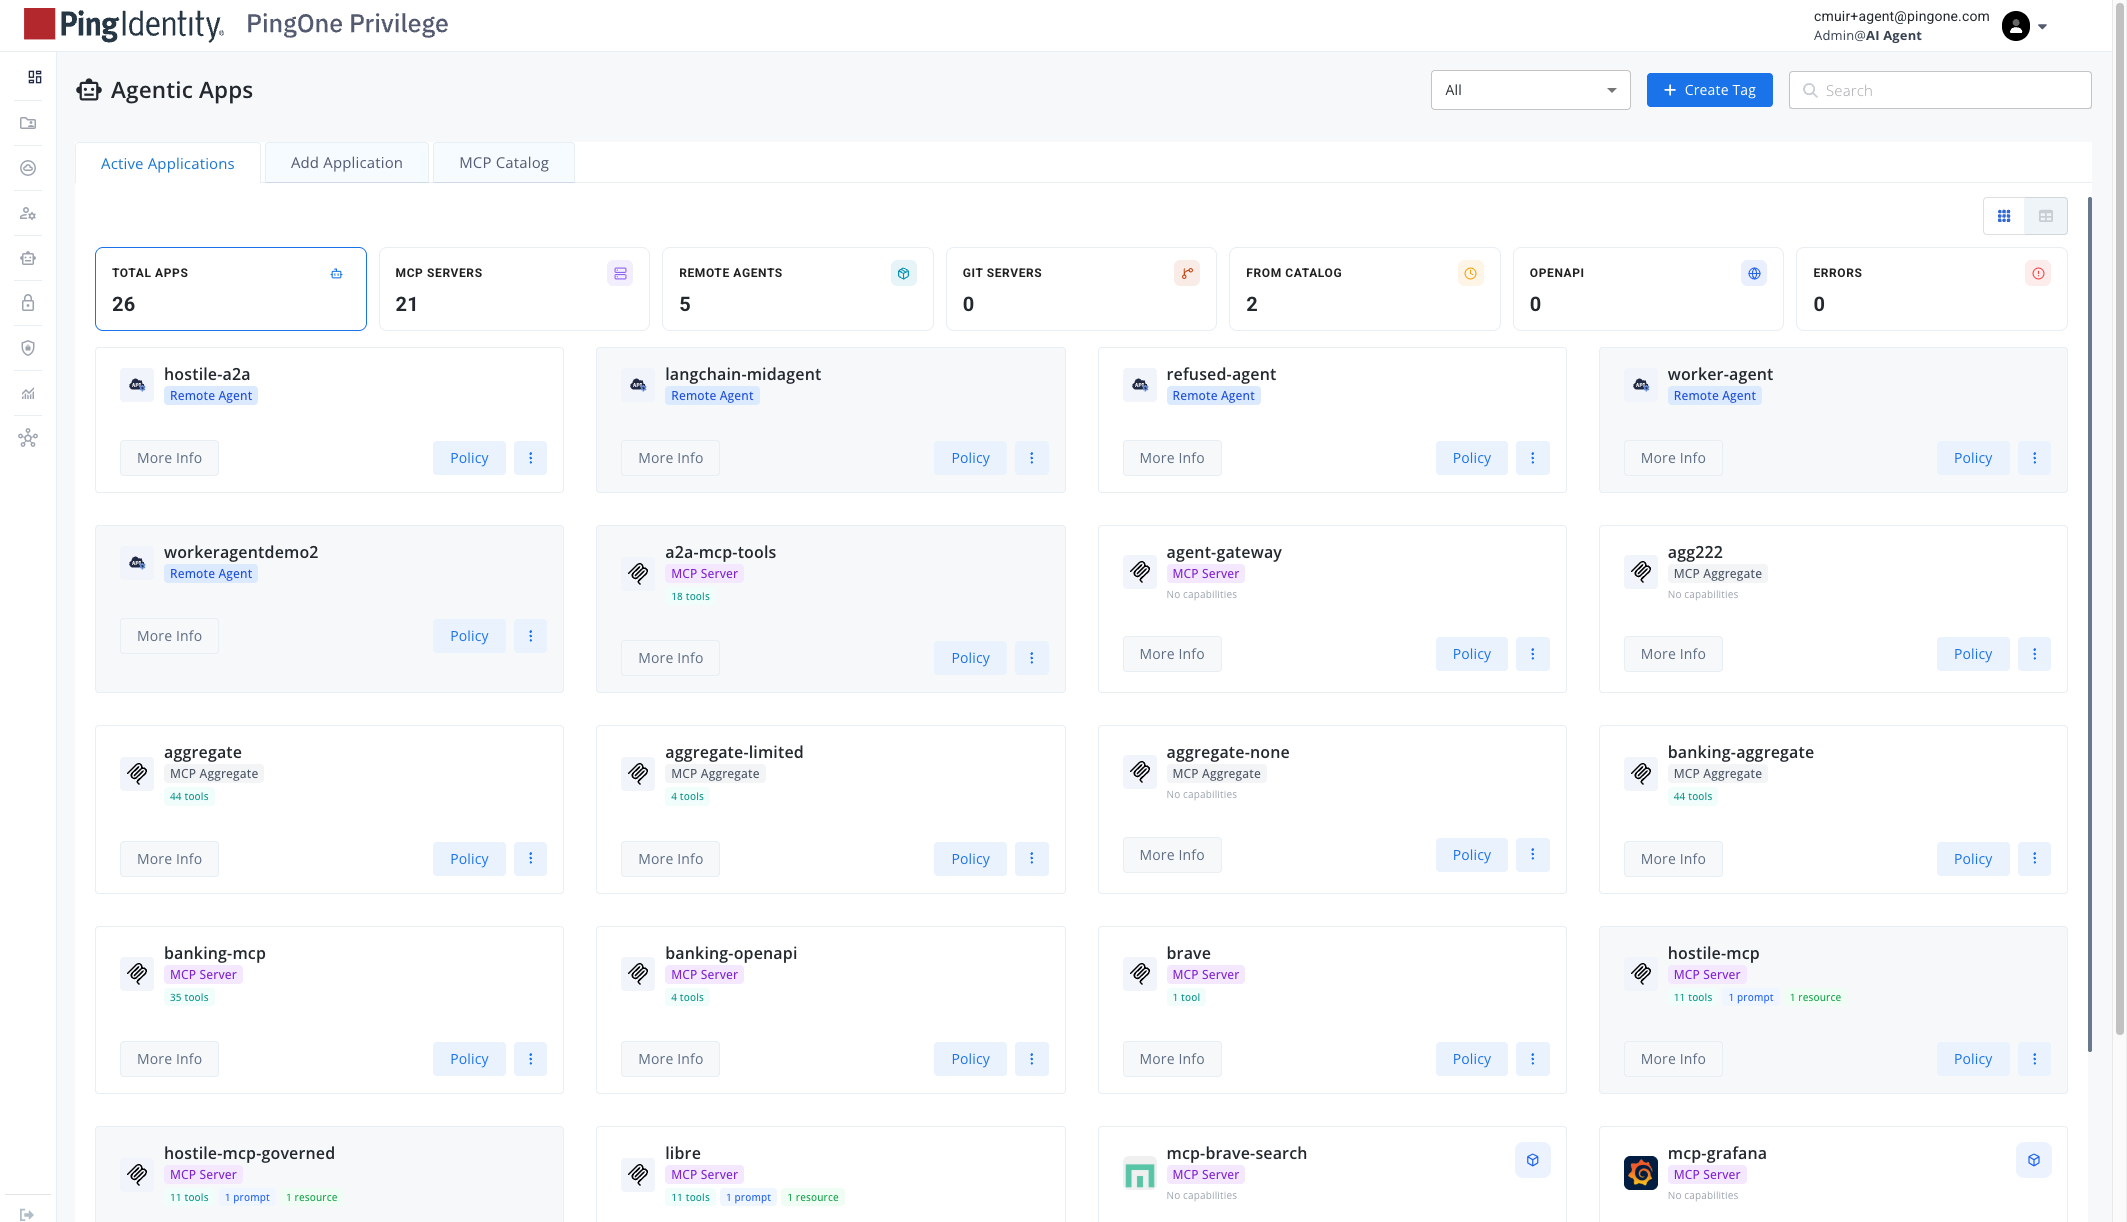 PingIdentity. PingOne Privilege
cmuir+agent@pingone.com
Admin@AI Agent
Agentic Apps
All
+ Create Tag
Search
Active Applications
Add Application
MCP Catalog
TOTAL APPS
26
MCP SERVERS
21
REMOTE AGENTS
5
GIT SERVERS
0
FROM CATALOG
2
OPENAPI
0
ERRORS
0
hostile-a2a
Remote Agent
More Info
Policy
langchain-midagent
Remote Agent
More Info
Policy
refused-agent
Remote Agent
More Info
Policy
worker-agent
Remote Agent
More Info
Policy
workeragentdemo2
Remote Agent
More Info
Policy
a2a-mcp-tools
MCP Server
18 tools
More Info
Policy
agent-gateway
MCP Server
No capabilities
More Info
Policy
agg222
MCP Aggregate
No capabilities
More Info
Policy
aggregate
MCP Aggregate
44 tools
More Info
Policy
aggregate-limited
MCP Aggregate
4 tools
More Info
Policy
aggregate-none
MCP Aggregate
No capabilities
More Info
Policy
banking-aggregate
MCP Aggregate
44 tools
More Info
Policy
banking-mcp
MCP Server
35 tools
More Info
Policy
banking-openapi
MCP Server
4 tools
More Info
Policy
brave
MCP Server
1 tool
More Info
Policy
hostile-mcp
MCP Server
11 tools 1 prompt 1 resource
More Info
Policy
hostile-mcp-governed
MCP Server
11 tools 1 prompt 1 resource
libre
MCP Server
11 tools 1 prompt 1 resource
mcp-brave-search
MCP Server
No capabilities
mcp-grafana
MCP Server
No capabilities